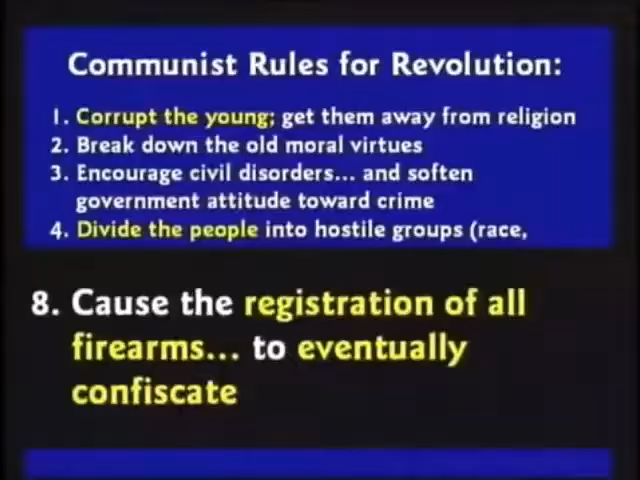 Communist Rules for Revolution:
1. Corrupt the young; get them away from religion
2. Break down the old moral virtues
3. Encourage civil disorders... and soften
government attitude toward crime
4. Divide the people into hostile groups (race,
8. Cause the registration of all
firearms... to eventually
confiscate